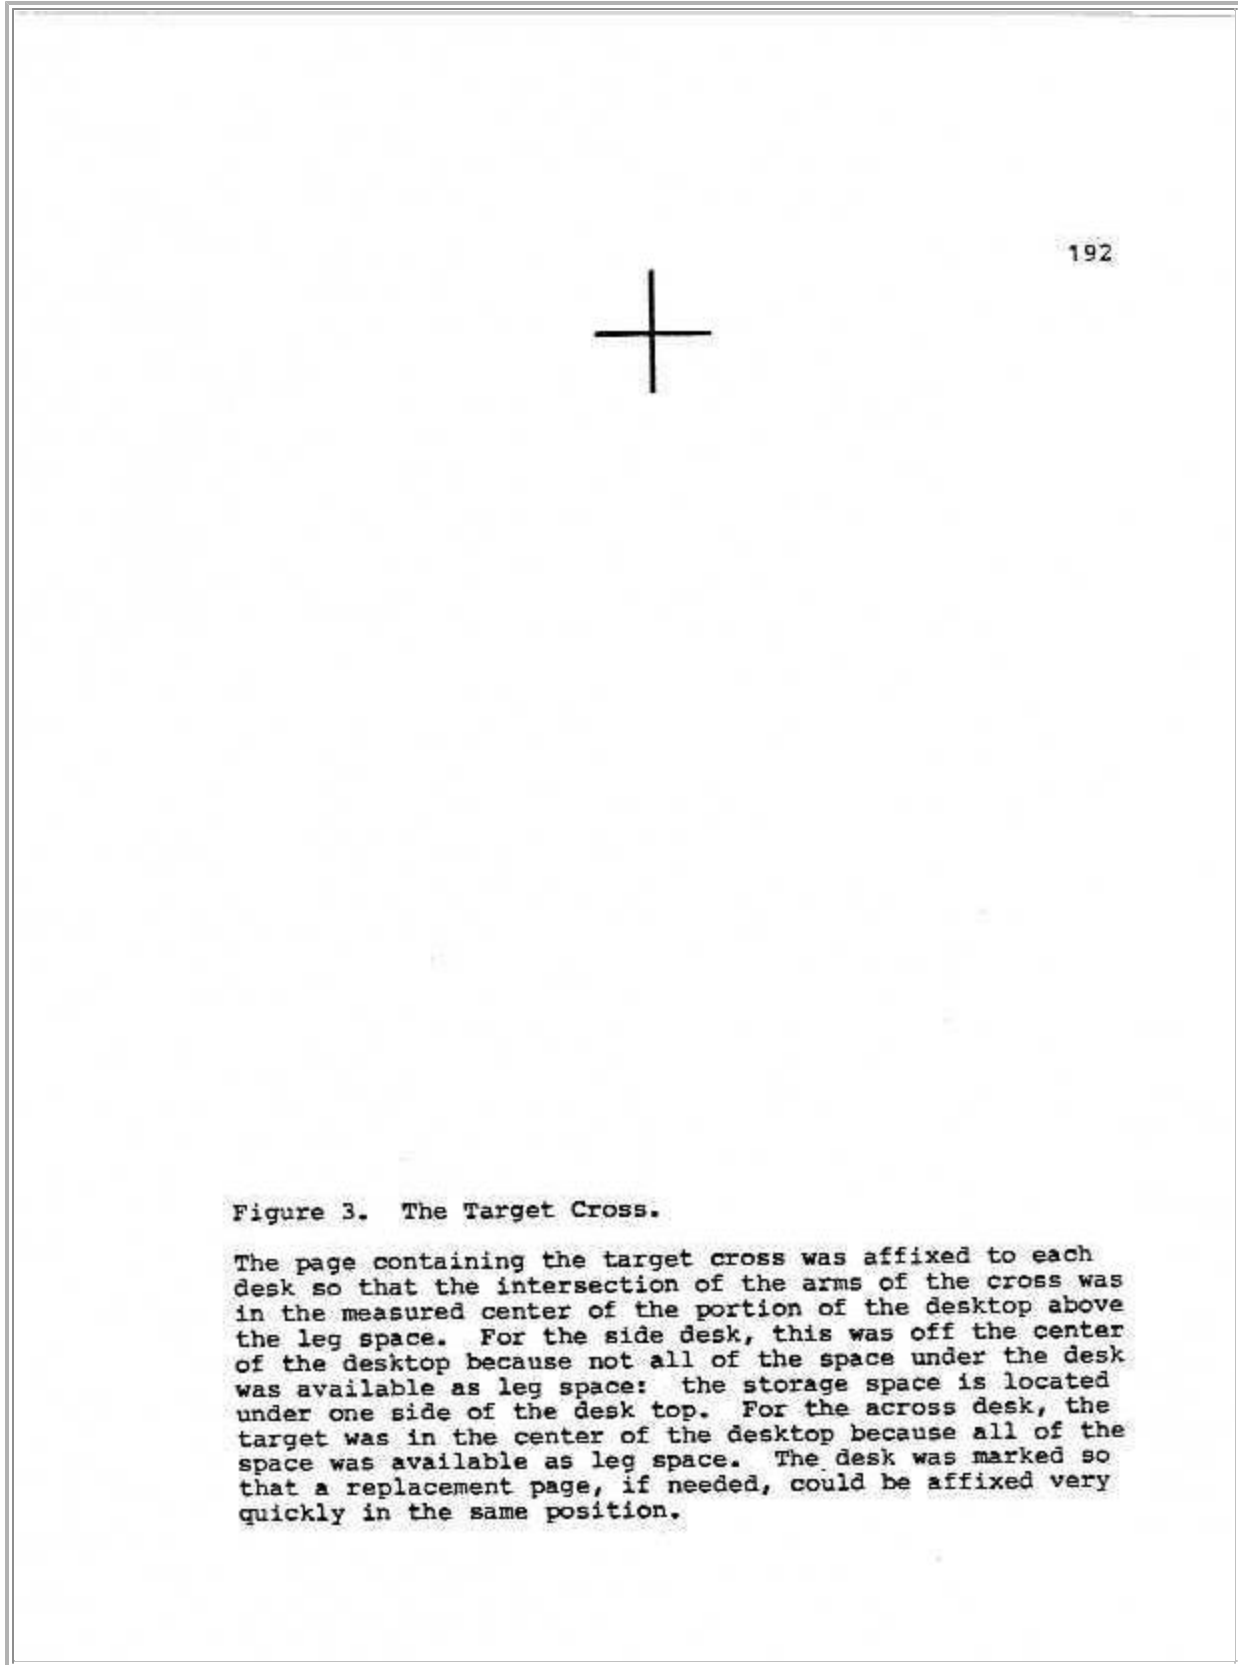 192
Figure 3.  The Target Cross.
The page containing the target cross was affixed to each
desk so that the intersection of the arms of the cross was
in the measured center of the portion of the desktop above
the leg space.  For the side desk, this was off the center
of the desktop because not all of the space under the desk
was available as leg space:  the storage space is located
under one side of the desk top.  For the across desk, the
target was in the center of the desktop because all of the
space was available as leg space.  The desk was marked so
that a replacement page, if needed, could be affixed very
quickly in the same position.